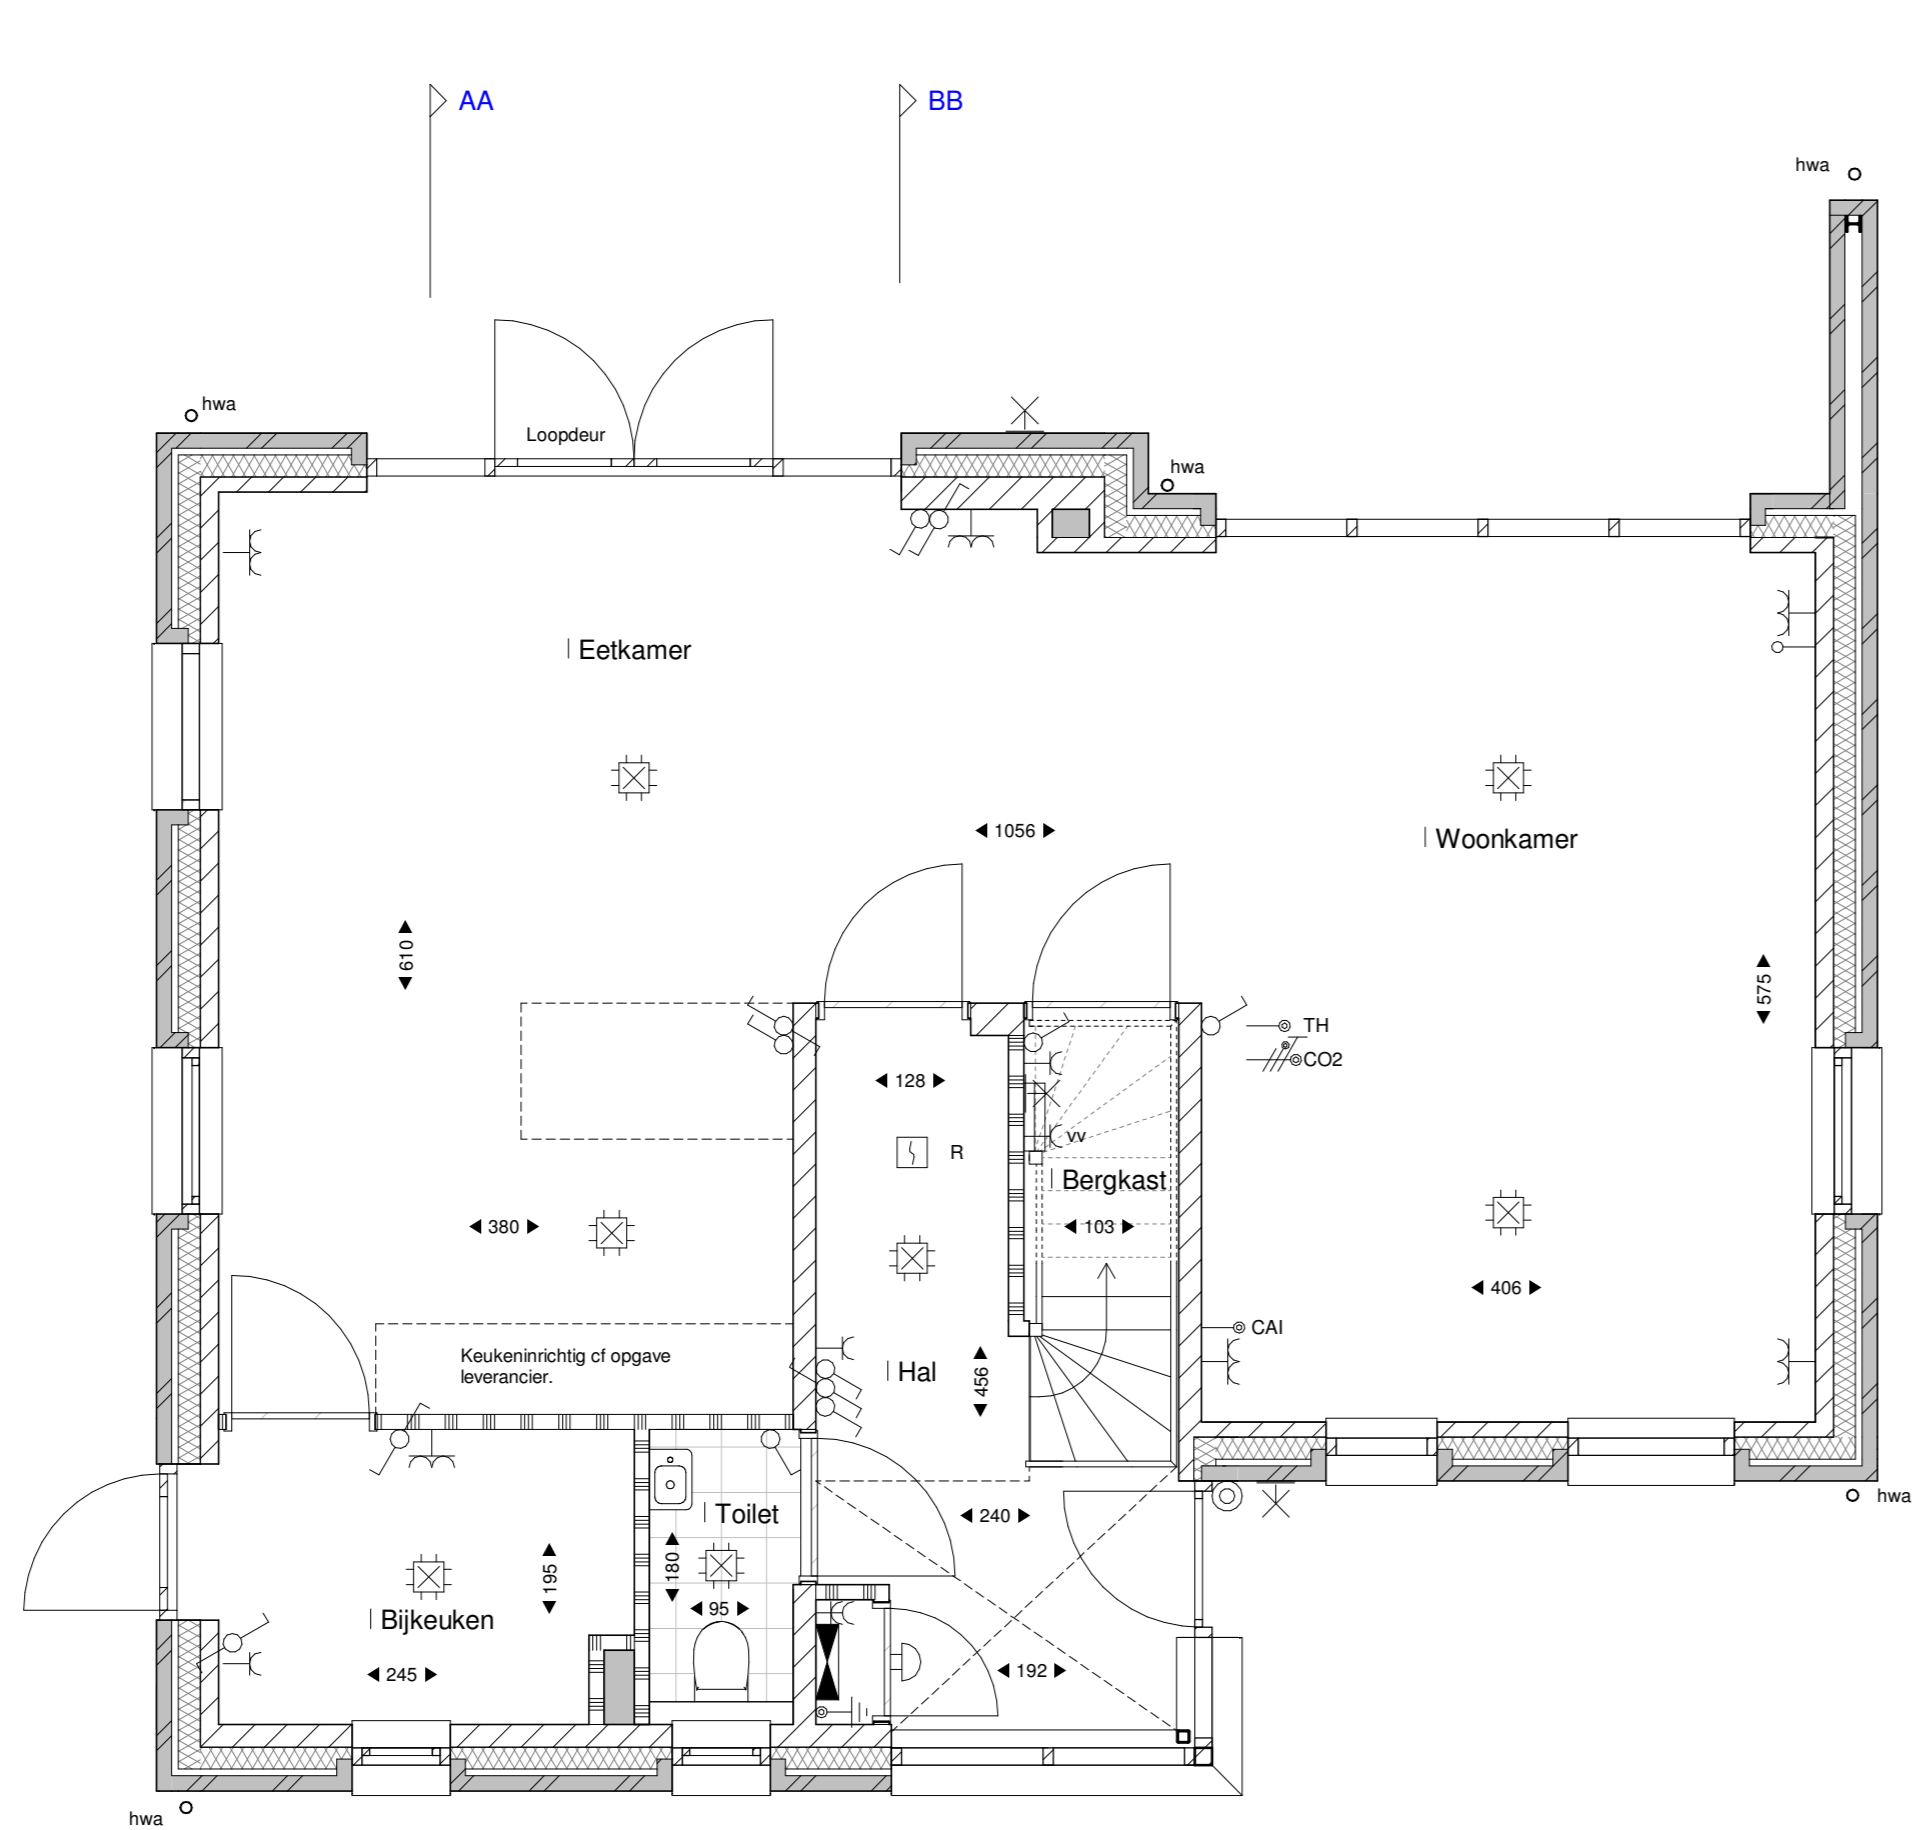 AA
BB
hwa
hwa
Loopdeur
hwa
Eetkamer
1056
Woonkamer
610
575
TH
CO2
128
vv
R
Bergkast
380
103
406
CAI
Keukeninrichtig cf opgave
leverancier.
Hal
456
hwa
Toilet
240
180
195
95
Bijkeuken
245
192
hwa